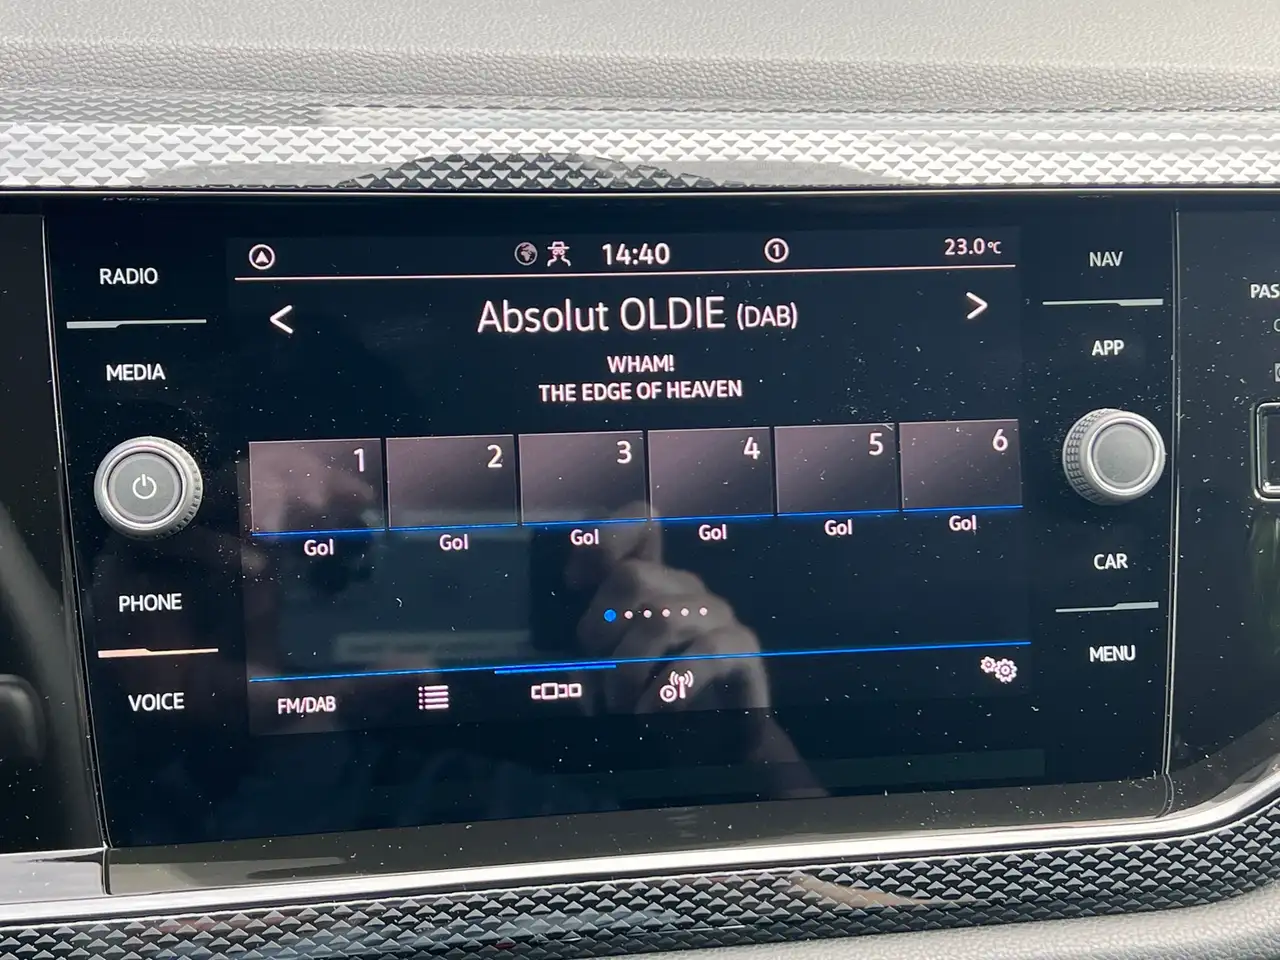 14:40
1
23.0°C
RADIO
NAV
< Absolut OLDIE (DAB) >
PAS
MEDIA
APP
WHAM!
THE EDGE OF HEAVEN
1 2 3 4 5 6
Gol Gol Gol Gol Gol Gol
PHONE
CAR
VOICE
MENU
FM/DAB